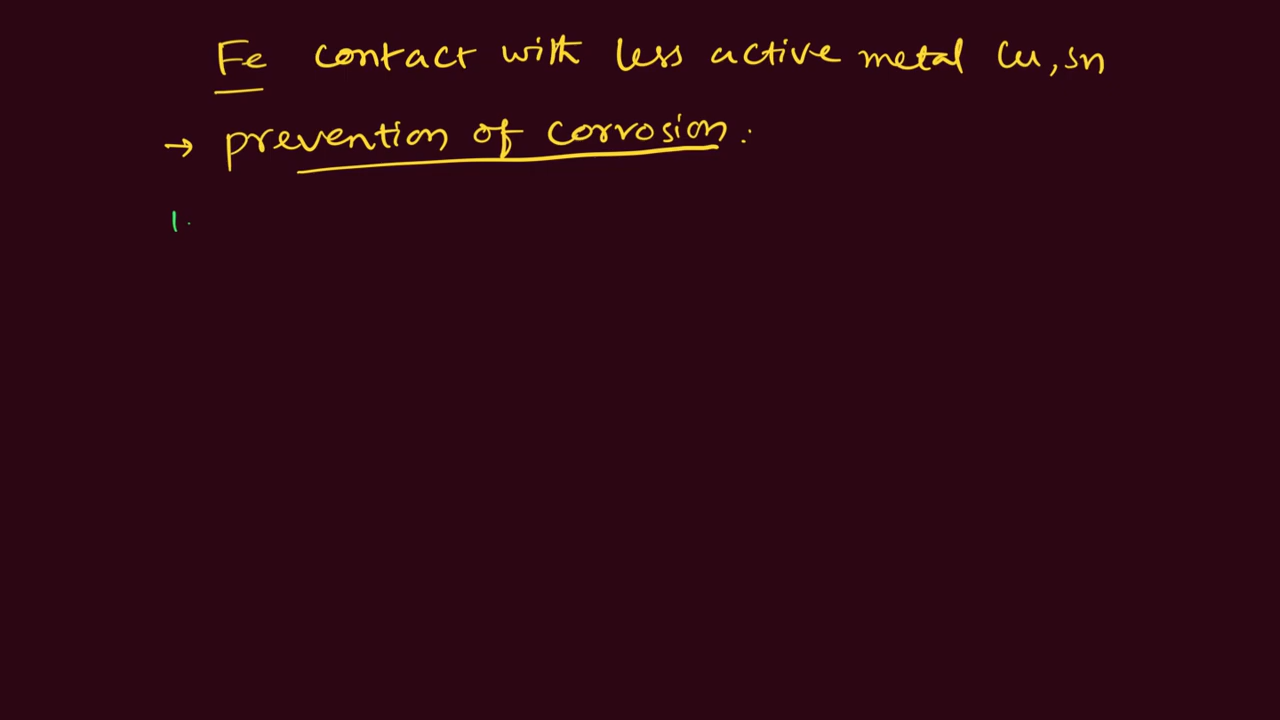 Fe contact with less active metal Cu, Sn
→ prevention of corrosion:
1.